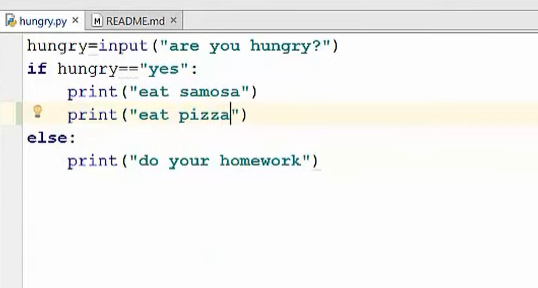 hungry.py
README.md
hungry=input("are you hungry?")
if hungry=="yes":
    print("eat samosa")
    print("eat pizza")
else:
    print("do your homework")